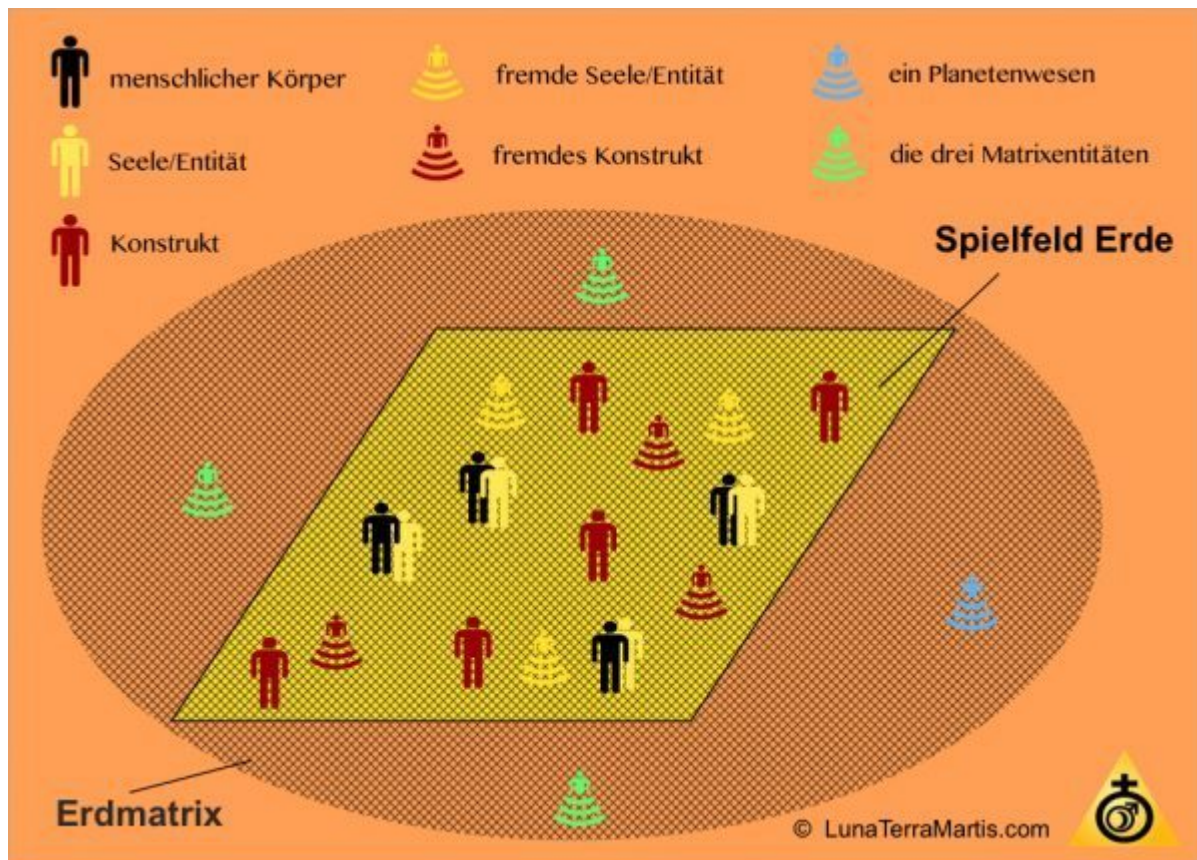 menschlicher Körper
fremde Seele/Entität
ein Planetenwesen
Seele/Entität
fremdes Konstrukt
die drei Matrixentitäten
Konstrukt
Spielfeld Erde
Erdmatrix
© LunaTerraMartis.com